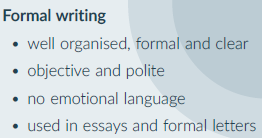 Formal writing
• well organised, formal and clear
• objective and polite
• no emotional language
• used in essays and formal letters